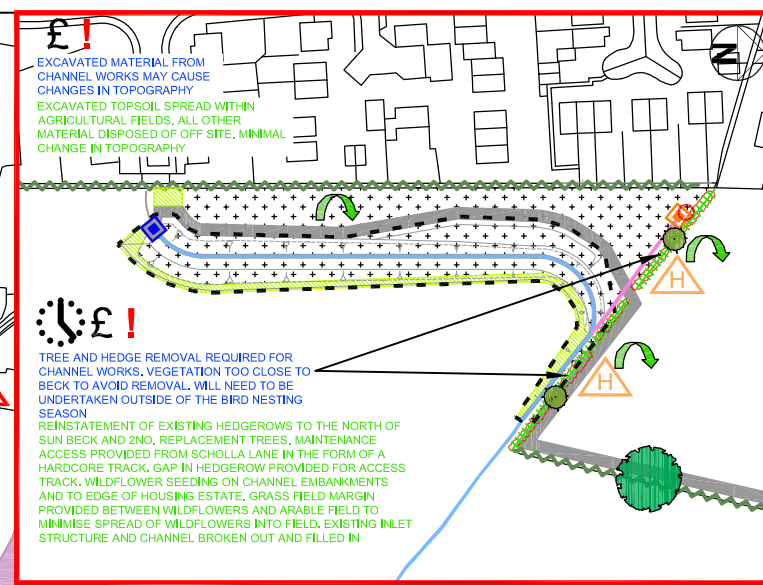 £ !
EXCAVATED MATERIAL FROM
CHANNEL WORKS MAY CAUSE
CHANGES IN TOPOGRAPHY
EXCAVATED TOPSOIL SPREAD WITHIN
AGRICULTURAL FIELDS, ALL OTHER
MATERIAL DISPOSED OF OFF SITE, MINIMAL
CHANGE IN TOPOGRAPHY
N
H
H
£ !
TREE AND HEDGE REMOVAL REQUIRED FOR
CHANNEL WORKS. VEGETATION TOO CLOSE TO
BECK TO AVOID REMOVAL. WILL NEED TO BE
UNDERTAKEN OUTSIDE OF THE BIRD NESTING
SEASON
REINSTATEMENT OF EXISTING HEDGEROWS TO THE NORTH OF
SUN BECK AND 2NO. REPLACEMENT TREES. MAINTENANCE
ACCESS PROVIDED FROM SCHOLLA LANE IN THE FORM OF A
HARDCORE TRACK. GAP IN HEDGEROW PROVIDED FOR ACCESS
TRACK. WILDFLOWER SEEDING ON CHANNEL EMBANKMENTS
AND TO EDGE OF HOUSING ESTATE. GRASS FIELD MARGIN
PROVIDED BETWEEN WILDFLOWERS AND ARABLE FIELD TO
MINIMISE SPREAD OF WILDFLOWERS INTO FIELD. EXISTING INLET
STRUCTURE AND CHANNEL BROKEN OUT AND FILLED IN